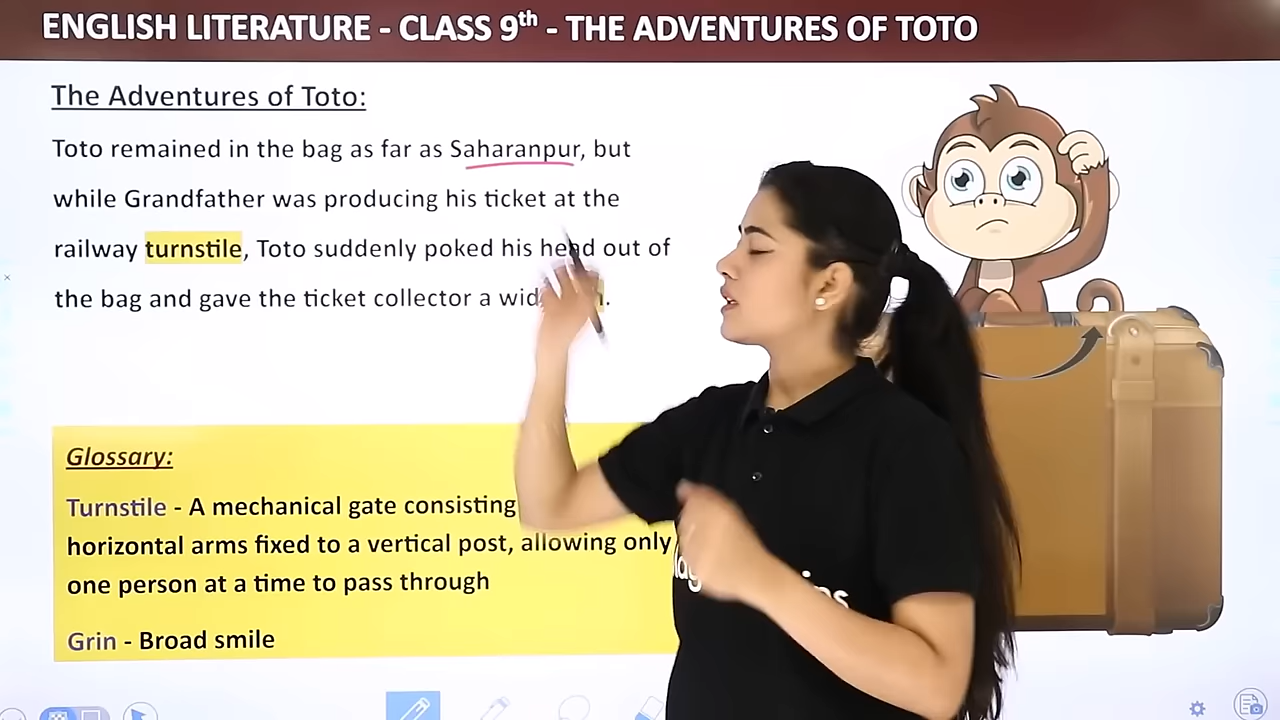 ENGLISH LITERATURE - CLASS 9th - THE ADVENTURES OF TOTO
The Adventures of Toto:
Toto remained in the bag as far as Saharanpur, but
while Grandfather was producing his ticket at the
railway turnstile, Toto suddenly poked his head out of
the bag and gave the ticket collector a
Glossary:
Turnstile - A mechanical gate consisting
horizontal arms fixed to a vertical post, allowing only
one person at a time to pass through
Grin - Broad smile